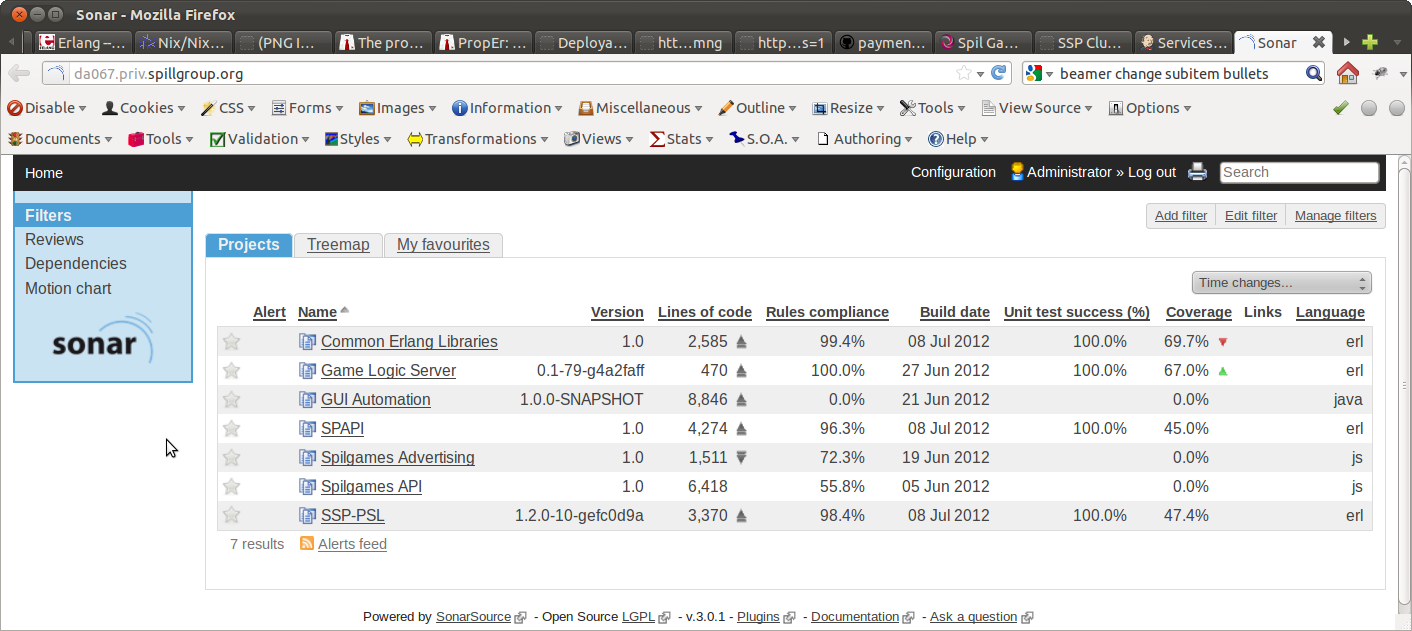 Sonar - Mozilla Firefox
Erlang –... Nix/Nix... (PNG I... The pro... PropEr: ... Deploya... htt...mng http...s=1 paymen... Spil Ga... SSP Clu... Services... Sonar
da067.priv.spillgroup.org beamer change subitem bullets
Disable Cookies CSS Forms Images Information Miscellaneous Outline Resize Tools View Source Options
Documents Tools Validation Styles Transformations Views Stats S.O.A. Authoring Help
Home Configuration Administrator » Log out Search
Filters
Reviews
Dependencies
Motion chart
sonar
Add filter Edit filter Manage filters
Projects Treemap My favourites
Time changes...
Alert Name Version Lines of code Rules compliance Build date Unit test success (%) Coverage Links Language
Common Erlang Libraries 1.0 2,585 99.4% 08 Jul 2012 100.0% 69.7% erl
Game Logic Server 0.1-79-g4a2faff 470 100.0% 27 Jun 2012 100.0% 67.0% erl
GUI Automation 1.0.0-SNAPSHOT 8,846 0.0% 21 Jun 2012 0.0% java
SPAPI 1.0 4,274 96.3% 08 Jul 2012 100.0% 45.0% erl
Spilgames Advertising 1.0 1,511 72.3% 19 Jun 2012 0.0% js
Spilgames API 1.0 6,418 55.8% 05 Jun 2012 0.0% js
SSP-PSL 1.2.0-10-gefc0d9a 3,370 98.4% 08 Jul 2012 100.0% 47.4% erl
7 results Alerts feed
Powered by SonarSource - Open Source LGPL - v.3.0.1 - Plugins - Documentation - Ask a question